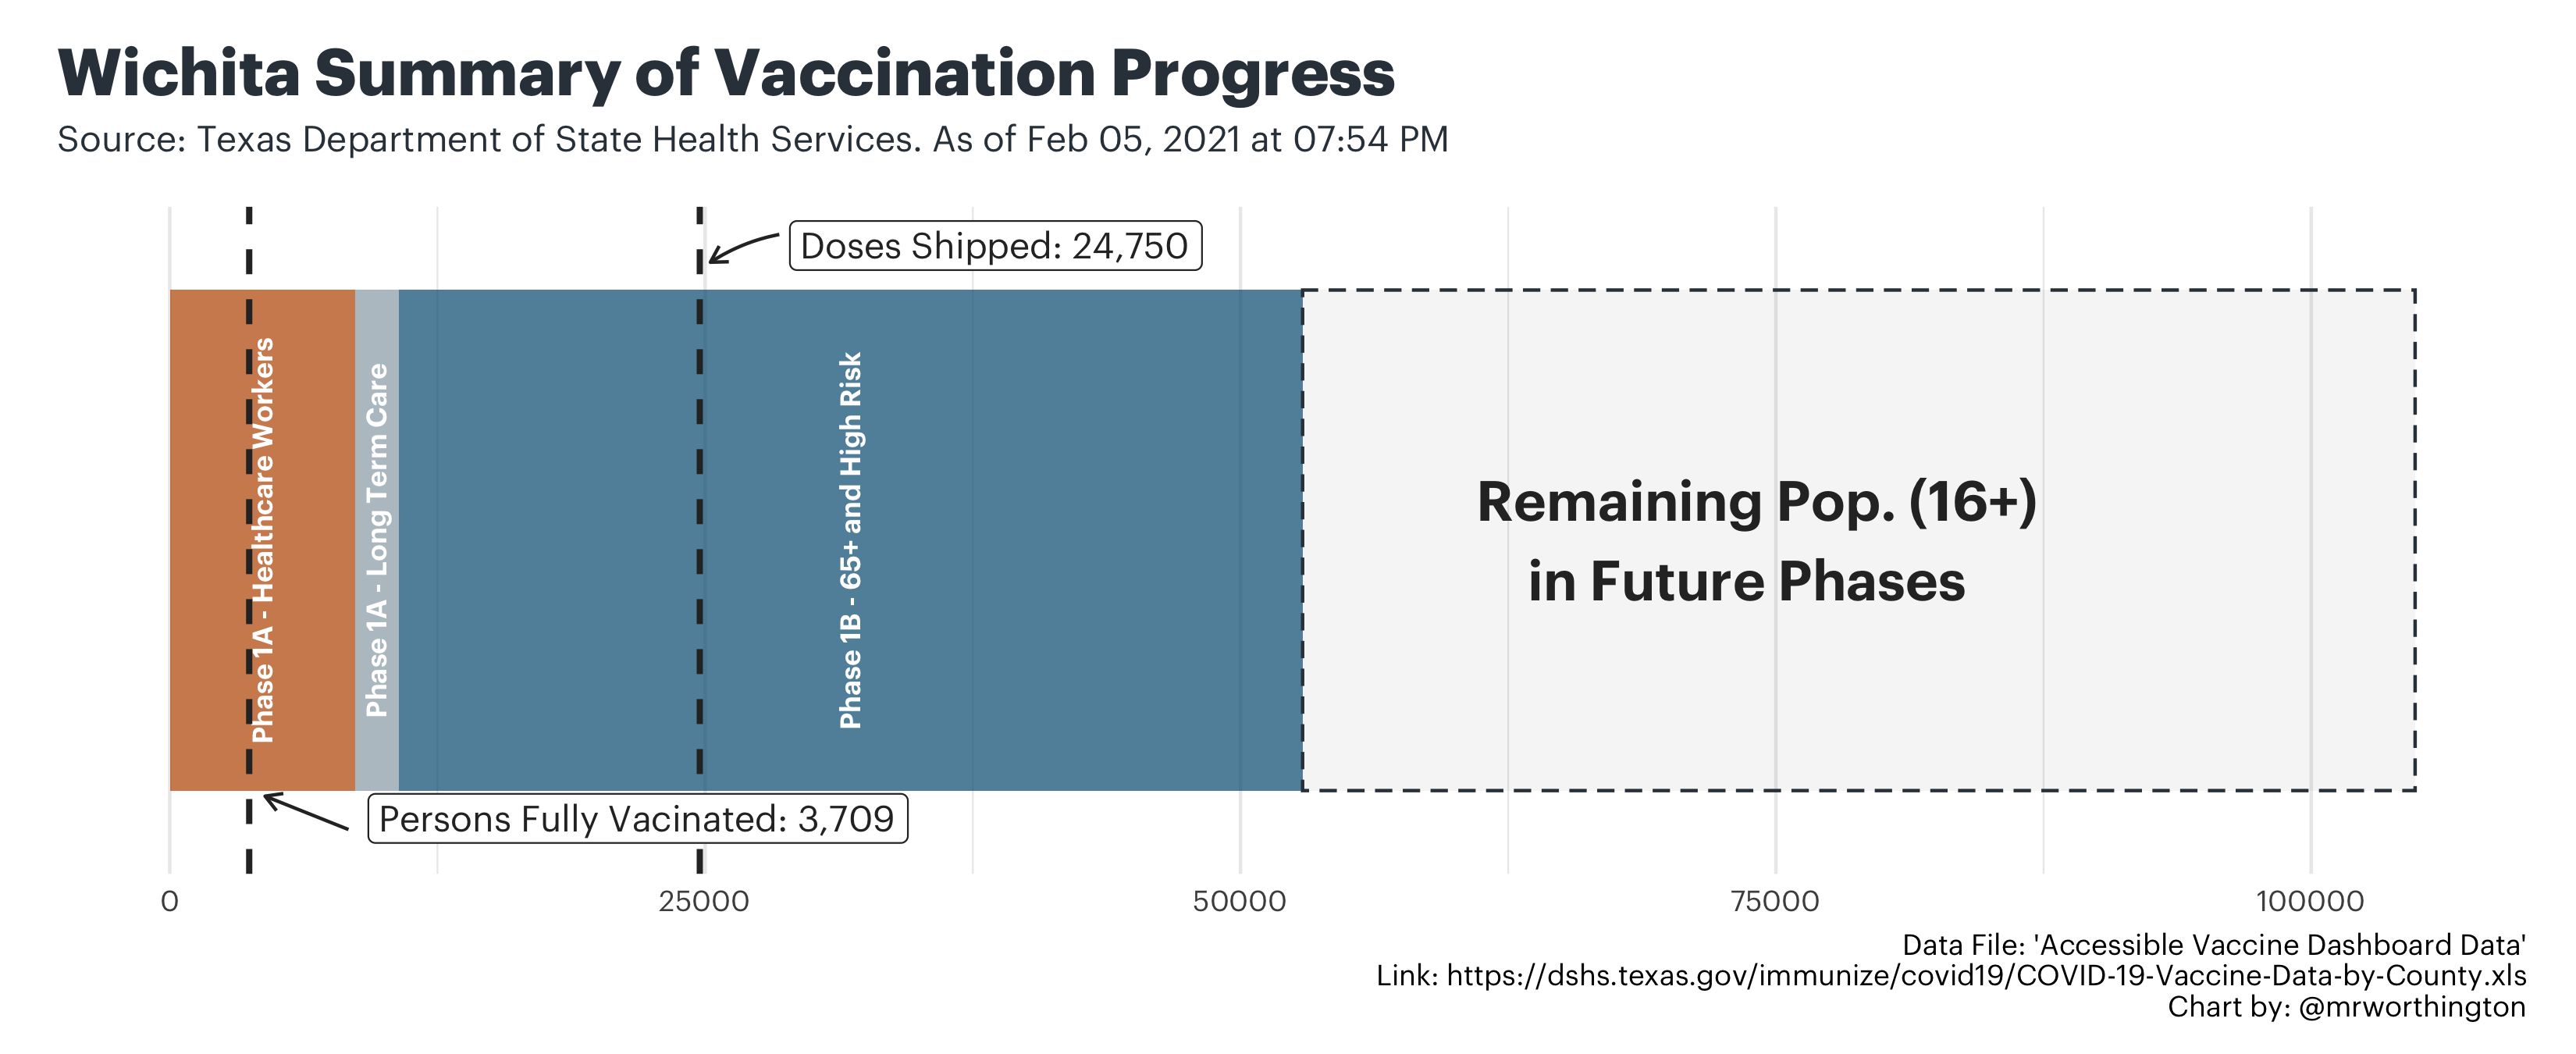 Wichita Summary of Vaccination Progress
Source: Texas Department of State Health Services. As of Feb 05, 2021 at 07:54 PM
Doses Shipped: 24,750
Phase 1A - Healthcare Workers
Phase 1A - Long Term Care
Phase 1B - 65+ and High Risk
Remaining Pop. (16+)
in Future Phases
Persons Fully Vacinated: 3,709
0 25000 50000 75000 100000
Data File: 'Accessible Vaccine Dashboard Data'
Link: https://dshs.texas.gov/immunize/covid19/COVID-19-Vaccine-Data-by-County.xls
Chart by: @mrworthington